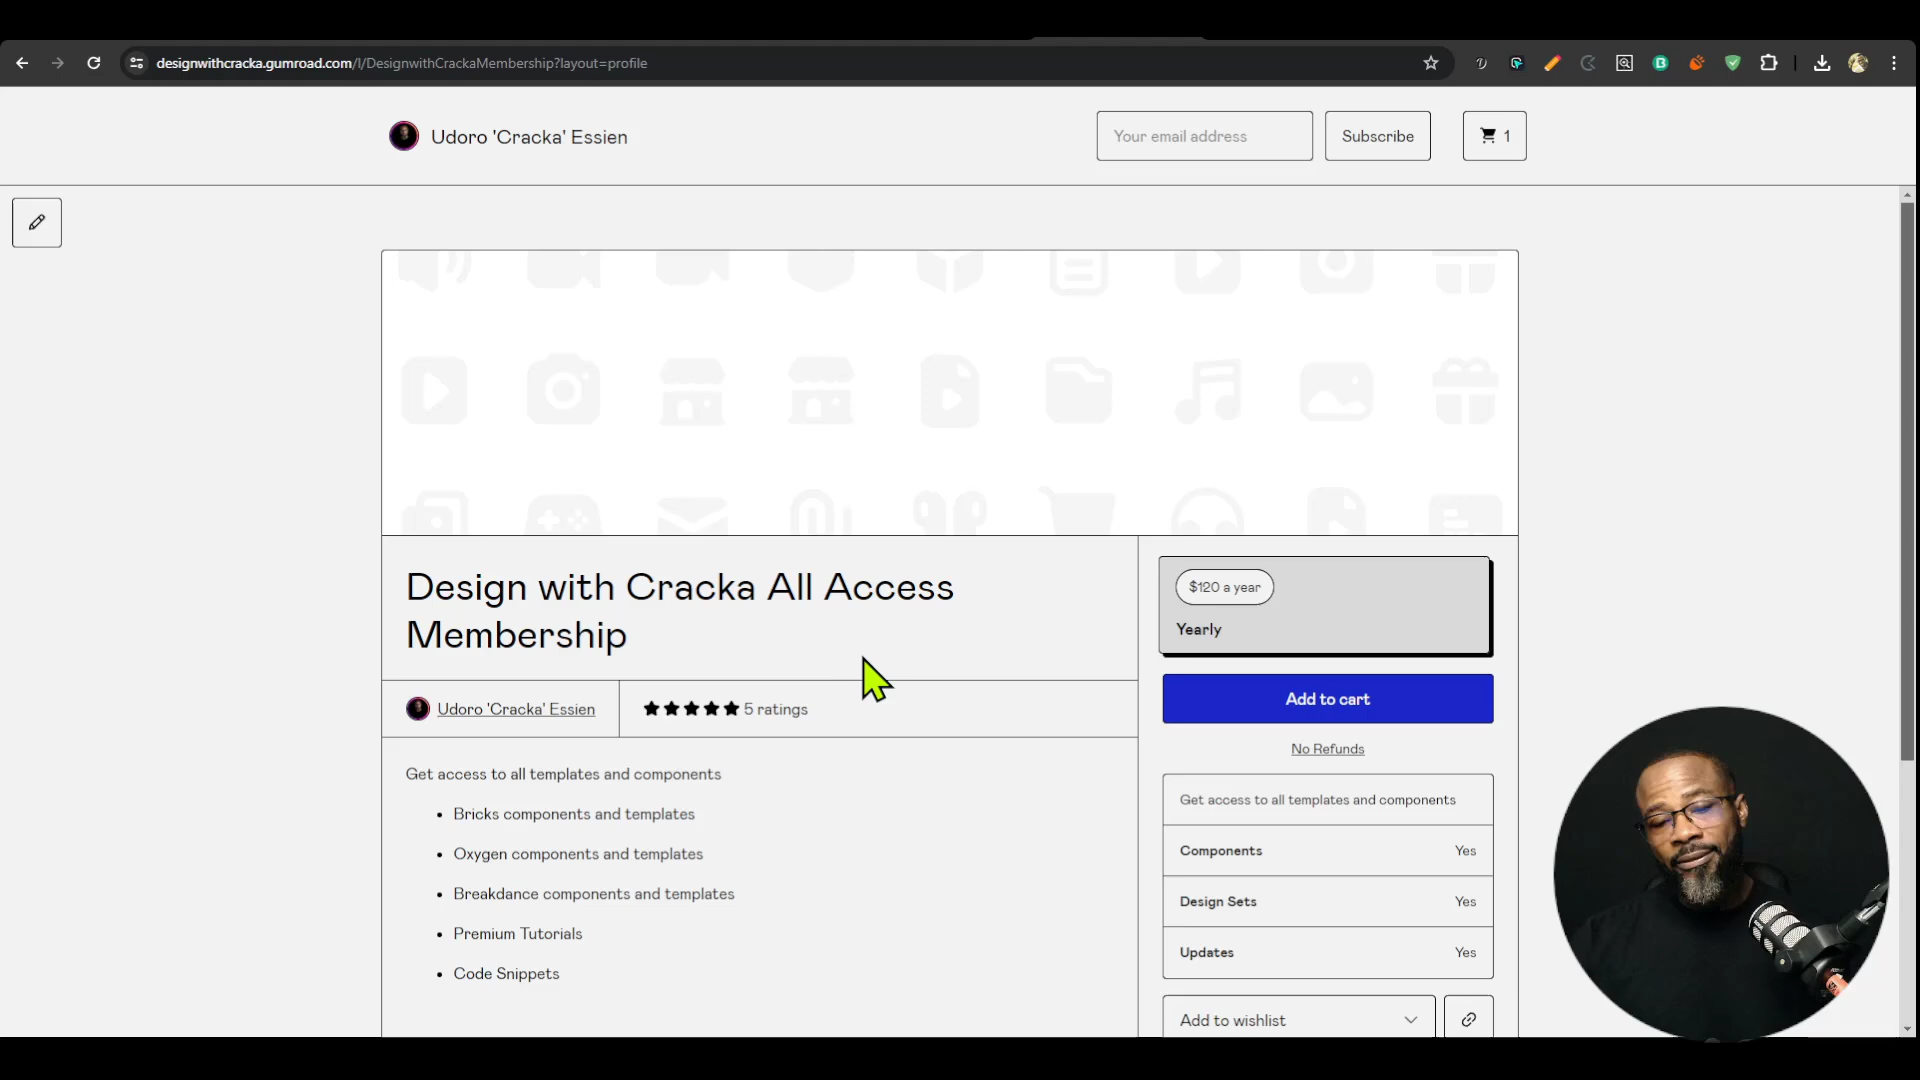 designwithcracka.gumroad.com/l/DesignwithCrackaMembership?layout=profile
Udoro 'Cracka' Essien
Your email address
Subscribe
1
Design with Cracka All Access
Membership
Udoro 'Cracka' Essien
5 ratings
Get access to all templates and components
Bricks components and templates
Oxygen components and templates
Breakdance components and templates
Premium Tutorials
Code Snippets
$120 a year
Yearly
Add to cart
No Refunds
Get access to all templates and components
Components Yes
Design Sets Yes
Updates Yes
Add to wishlist